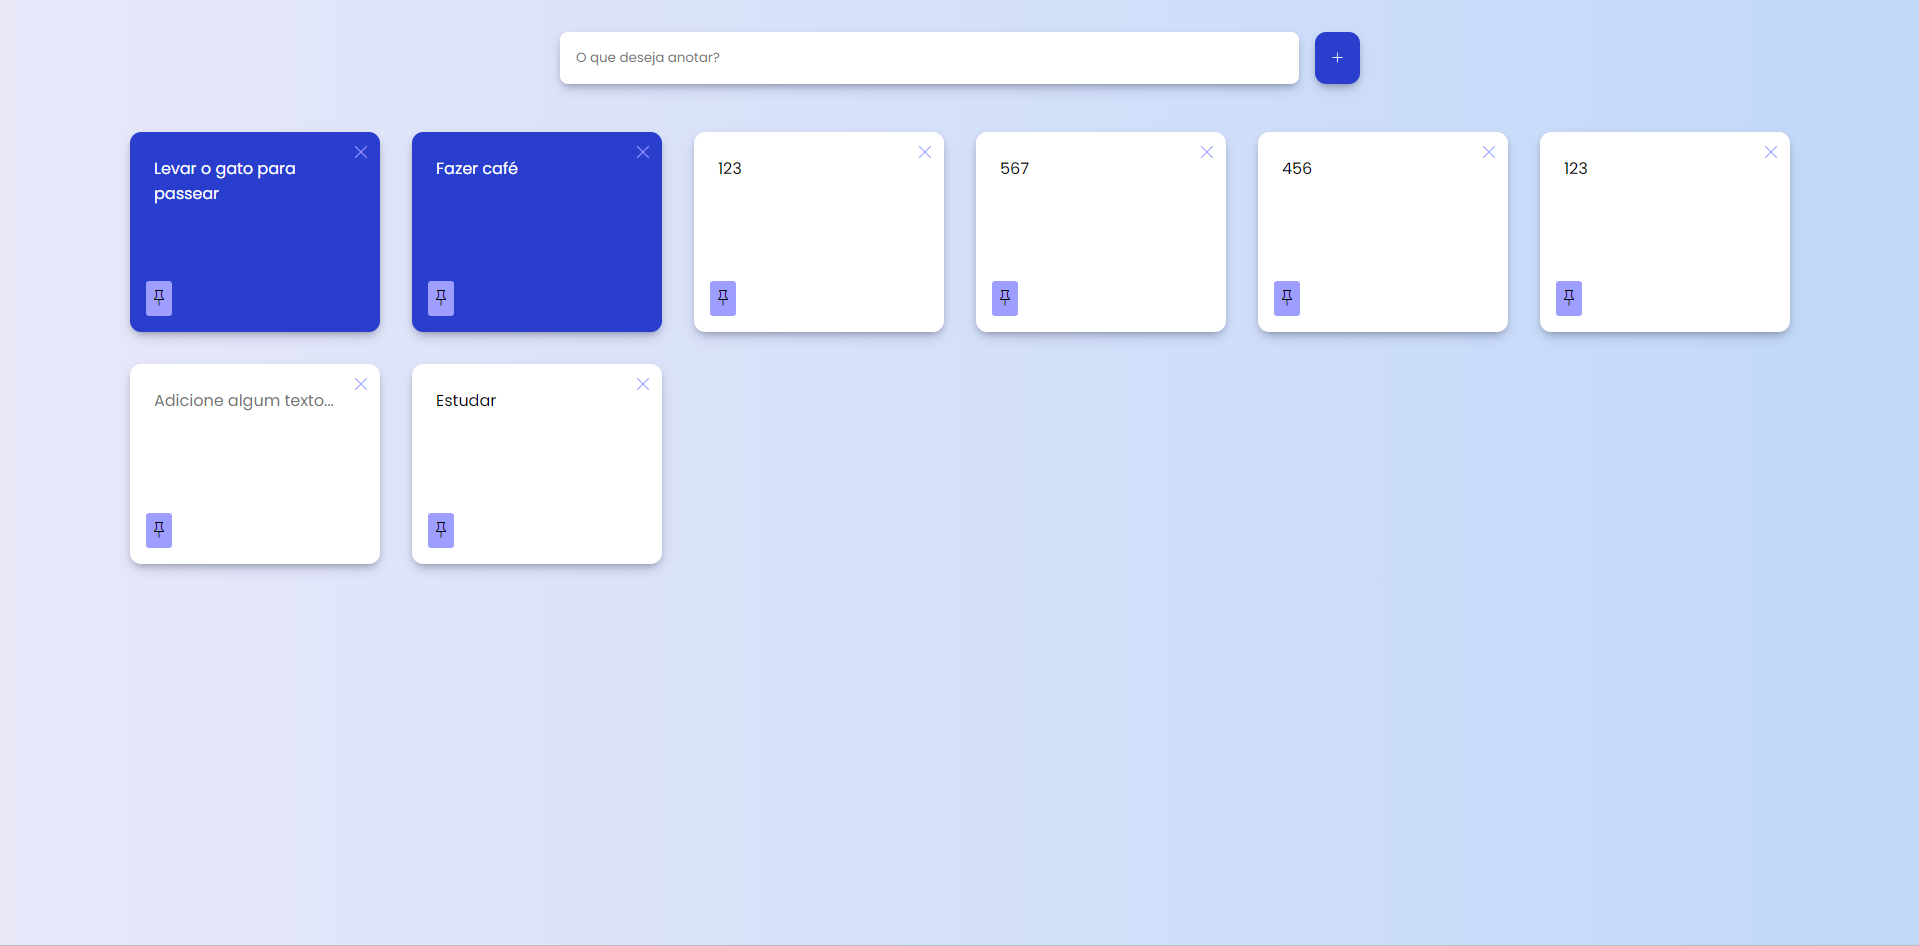 O que deseja anotar?
Levar o gato para
passear
Fazer café
123
567
456
123
Adicione algum texto...
Estudar